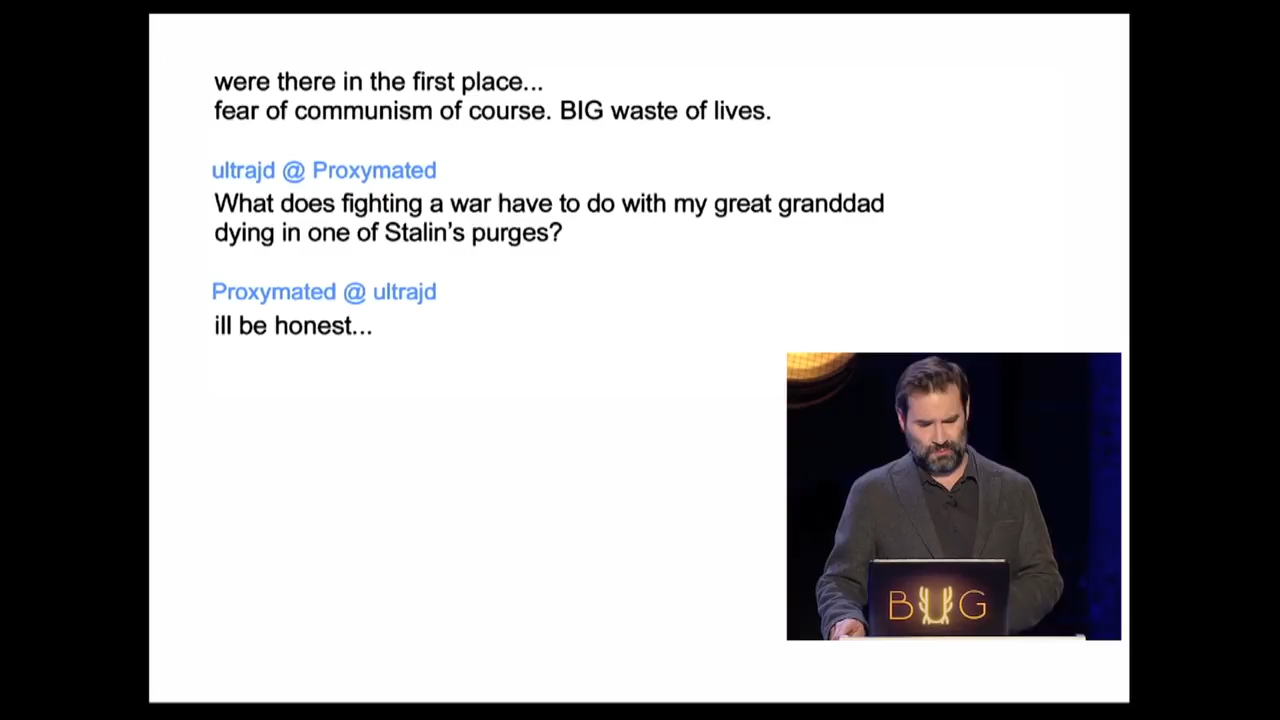 were there in the first place...
fear of communism of course. BIG waste of lives.
ultrajd @ Proxymated
What does fighting a war have to do with my great granddad
dying in one of Stalin’s purges?
Proxymated @ ultrajd
ill be honest...
BUG